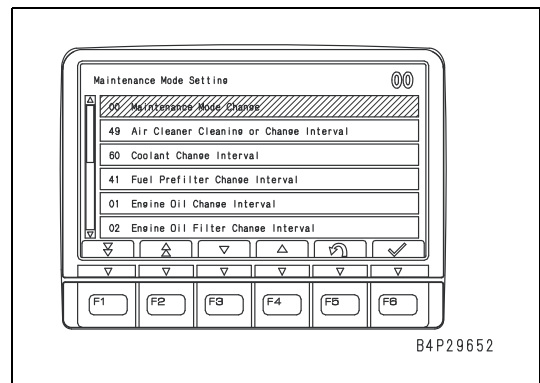 Maintenance Mode Setting 00
00 Maintenance Mode Change
49 Air Cleaner Cleaning or Change Interval
60 Coolant Change Interval
41 Fuel Prefilter Change Interval
01 Engine Oil Change Interval
02 Engine Oil Filter Change Interval
F1 F2 F3 F4 F5 F6
B4P29652